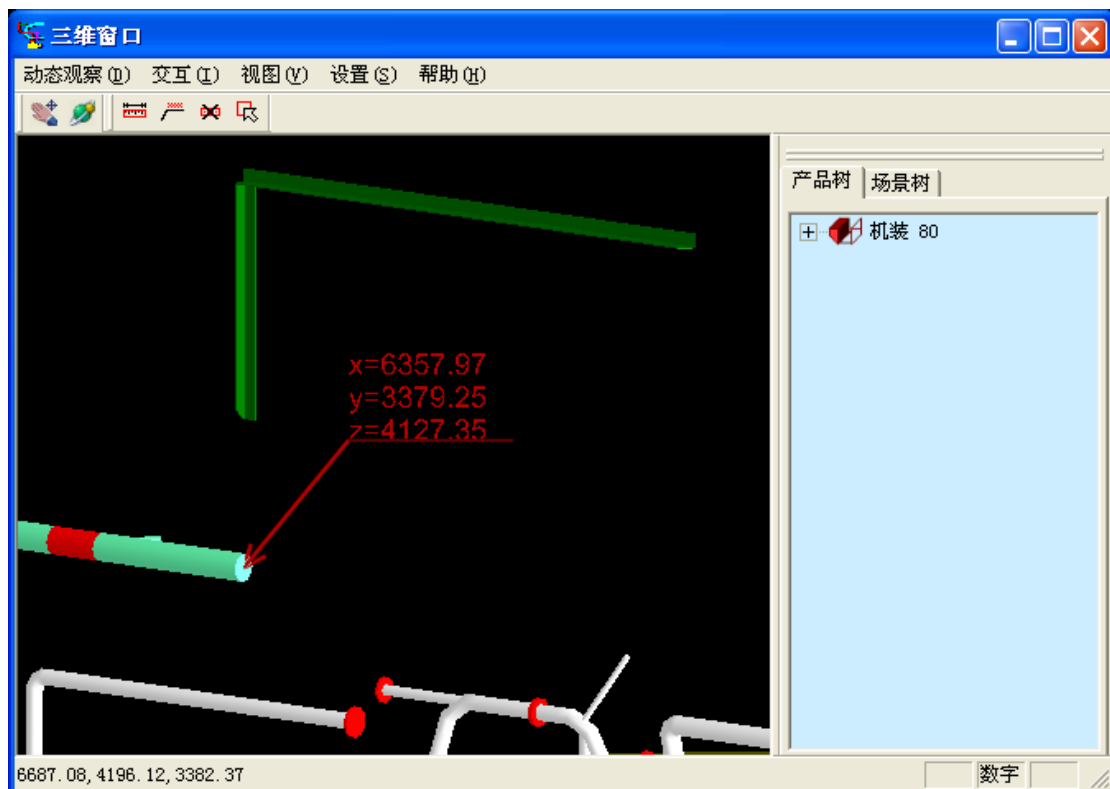 三维窗口
动态观察(D) 交互(I) 视图(V) 设置(S) 帮助(H)
产品树 场景树
机装 80
x=6357.97
y=3379.25
z=4127.35
6687.08, 4196.12, 3382.37
数字